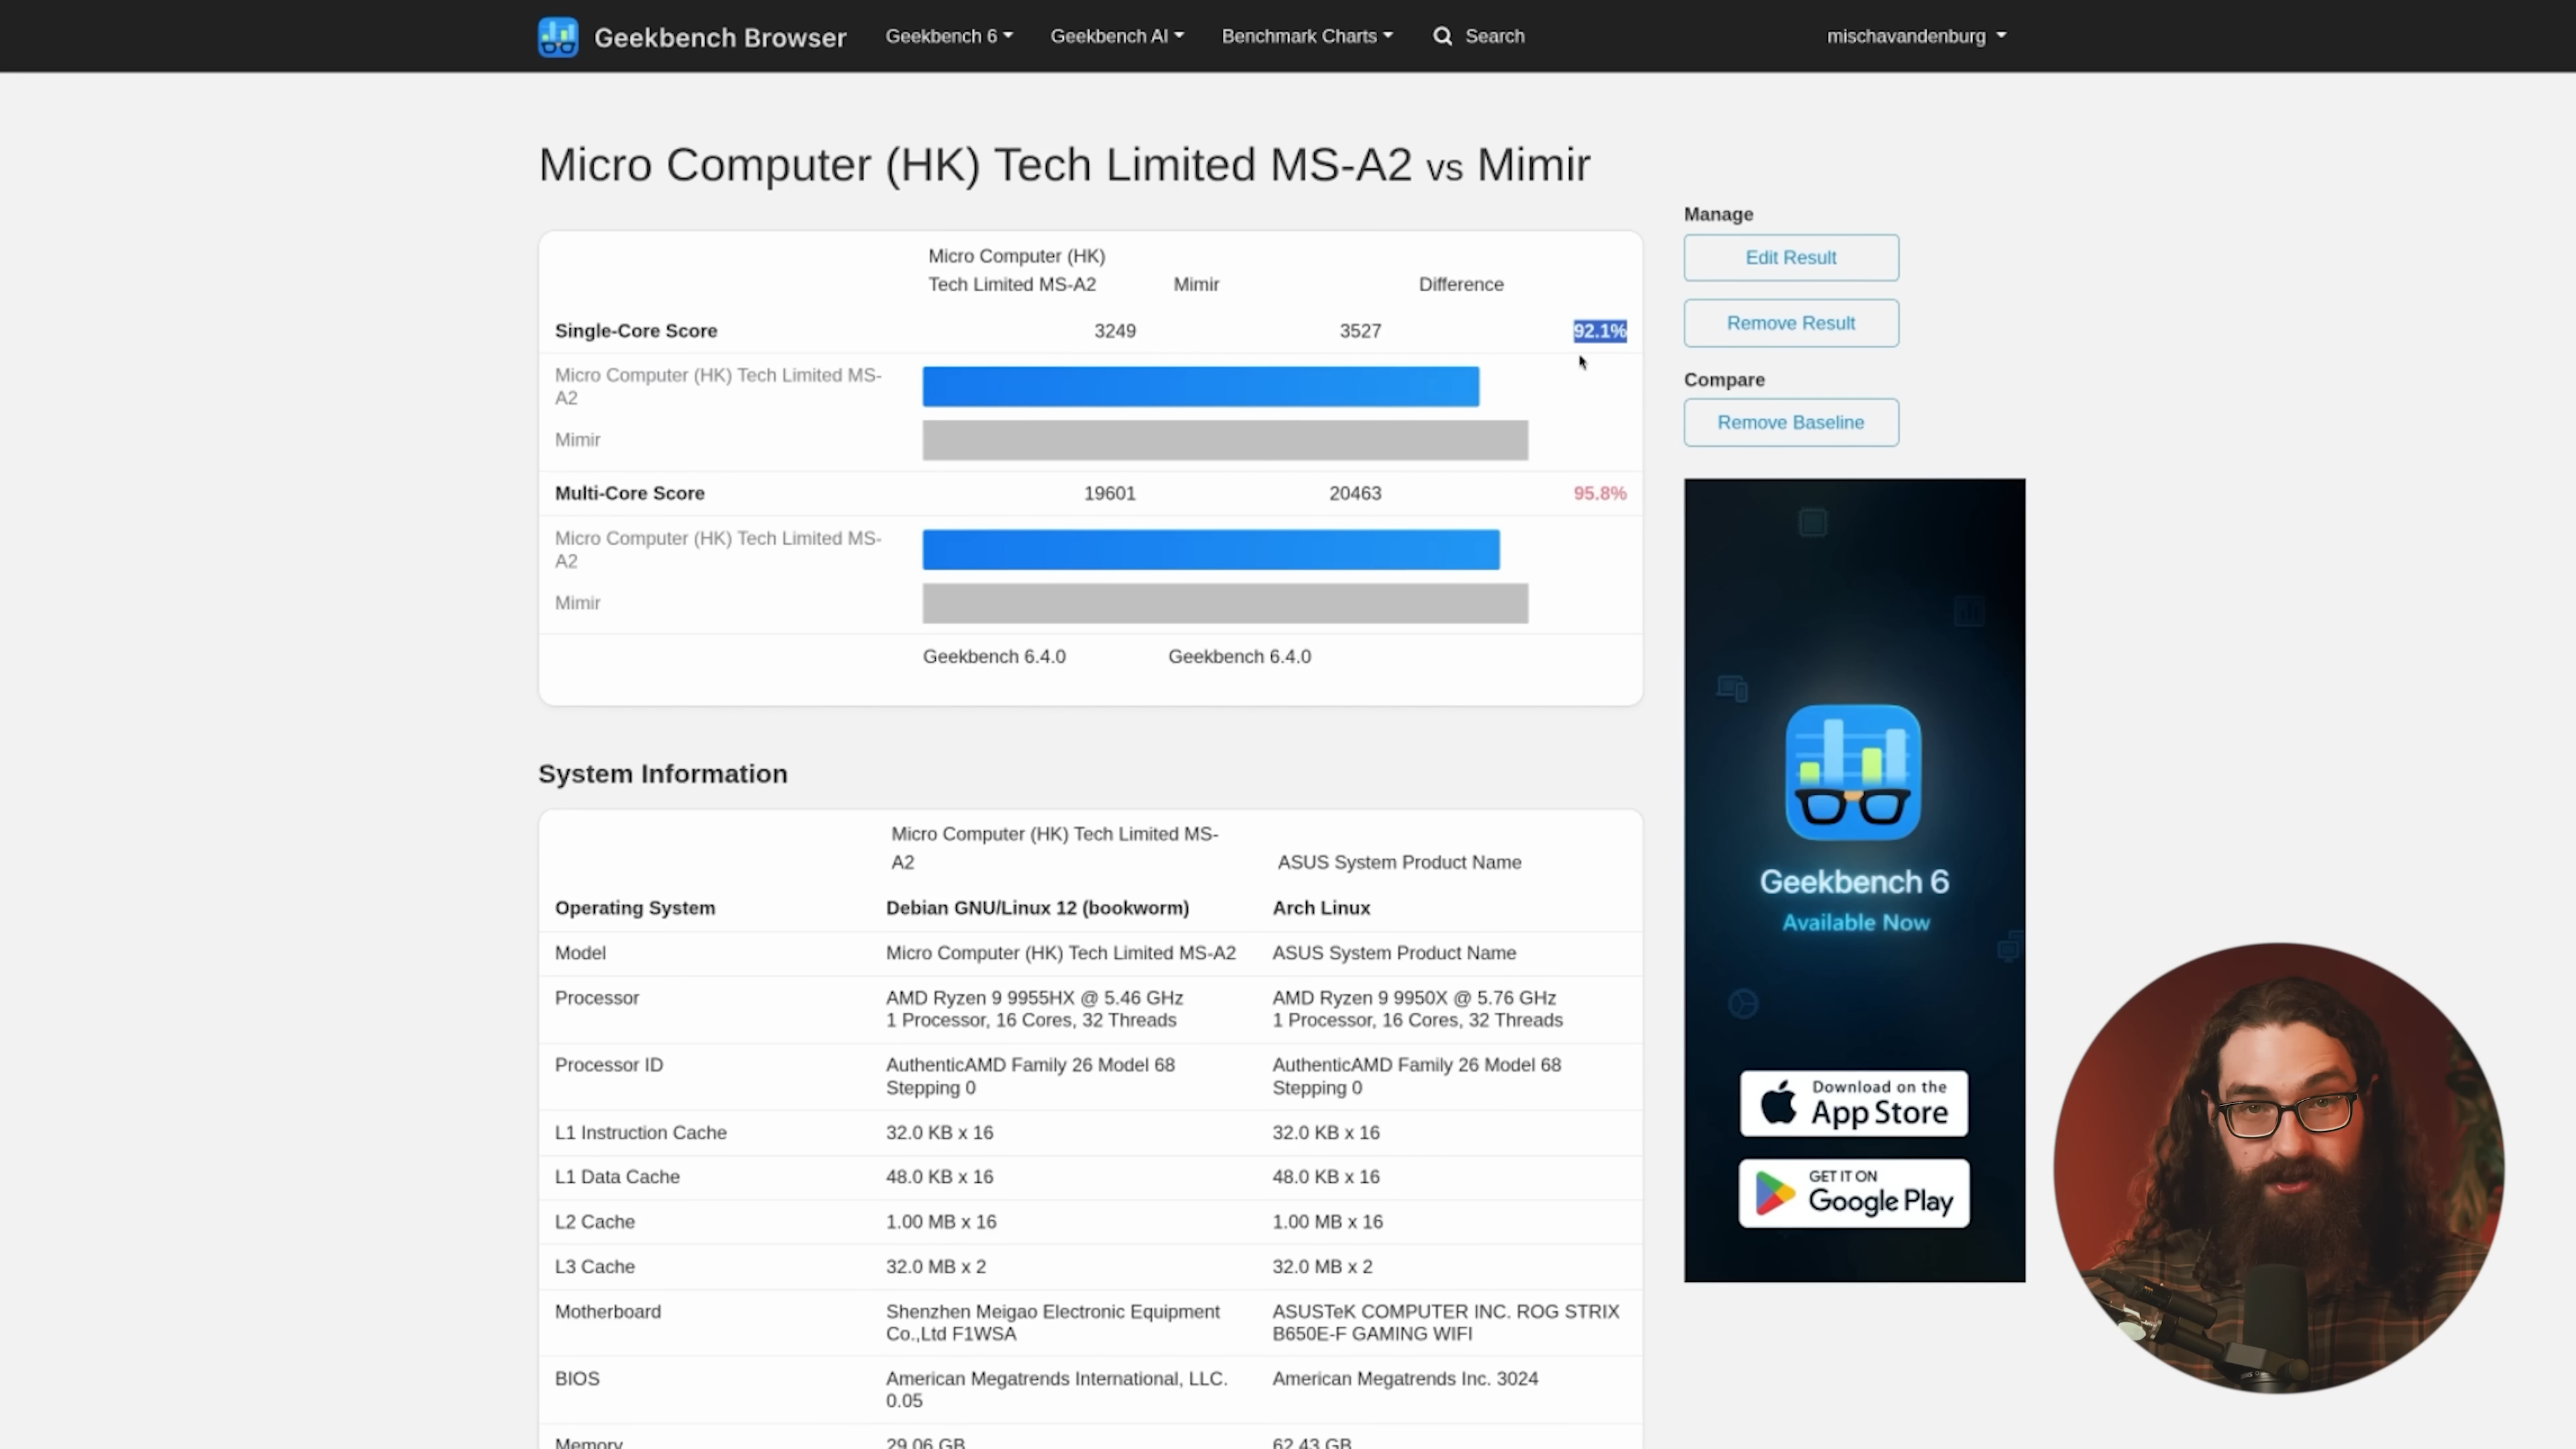 Geekbench Browser
Geekbench 6
Geekbench AI
Benchmark Charts
Search
mischavandenburg
Micro Computer (HK) Tech Limited MS-A2 vs Mimir
Micro Computer (HK)
Tech Limited MS-A2
Mimir
Difference
Single-Core Score
3249
3527
92.1%
Micro Computer (HK) Tech Limited MS-
A2
Mimir
Multi-Core Score
19601
20463
95.8%
Micro Computer (HK) Tech Limited MS-
A2
Mimir
Geekbench 6.4.0
Geekbench 6.4.0
Manage
Edit Result
Remove Result
Compare
Remove Baseline
Geekbench 6
Available Now
Download on the
App Store
GET IT ON
Google Play
System Information
Micro Computer (HK) Tech Limited MS-
A2
ASUS System Product Name
Operating System
Debian GNU/Linux 12 (bookworm)
Arch Linux
Model
Micro Computer (HK) Tech Limited MS-A2
ASUS System Product Name
Processor
AMD Ryzen 9 9955HX @ 5.46 GHz
1 Processor, 16 Cores, 32 Threads
AMD Ryzen 9 9950X @ 5.76 GHz
1 Processor, 16 Cores, 32 Threads
Processor ID
AuthenticAMD Family 26 Model 68
Stepping 0
AuthenticAMD Family 26 Model 68
Stepping 0
L1 Instruction Cache
32.0 KB x 16
32.0 KB x 16
L1 Data Cache
48.0 KB x 16
48.0 KB x 16
L2 Cache
1.00 MB x 16
1.00 MB x 16
L3 Cache
32.0 MB x 2
32.0 MB x 2
Motherboard
Shenzhen Meigao Electronic Equipment
Co.,Ltd F1WSA
ASUSTeK COMPUTER INC. ROG STRIX
B650E-F GAMING WIFI
BIOS
American Megatrends International, LLC.
0.05
American Megatrends Inc. 3024
Memory
29.06 GB
62.43 GB